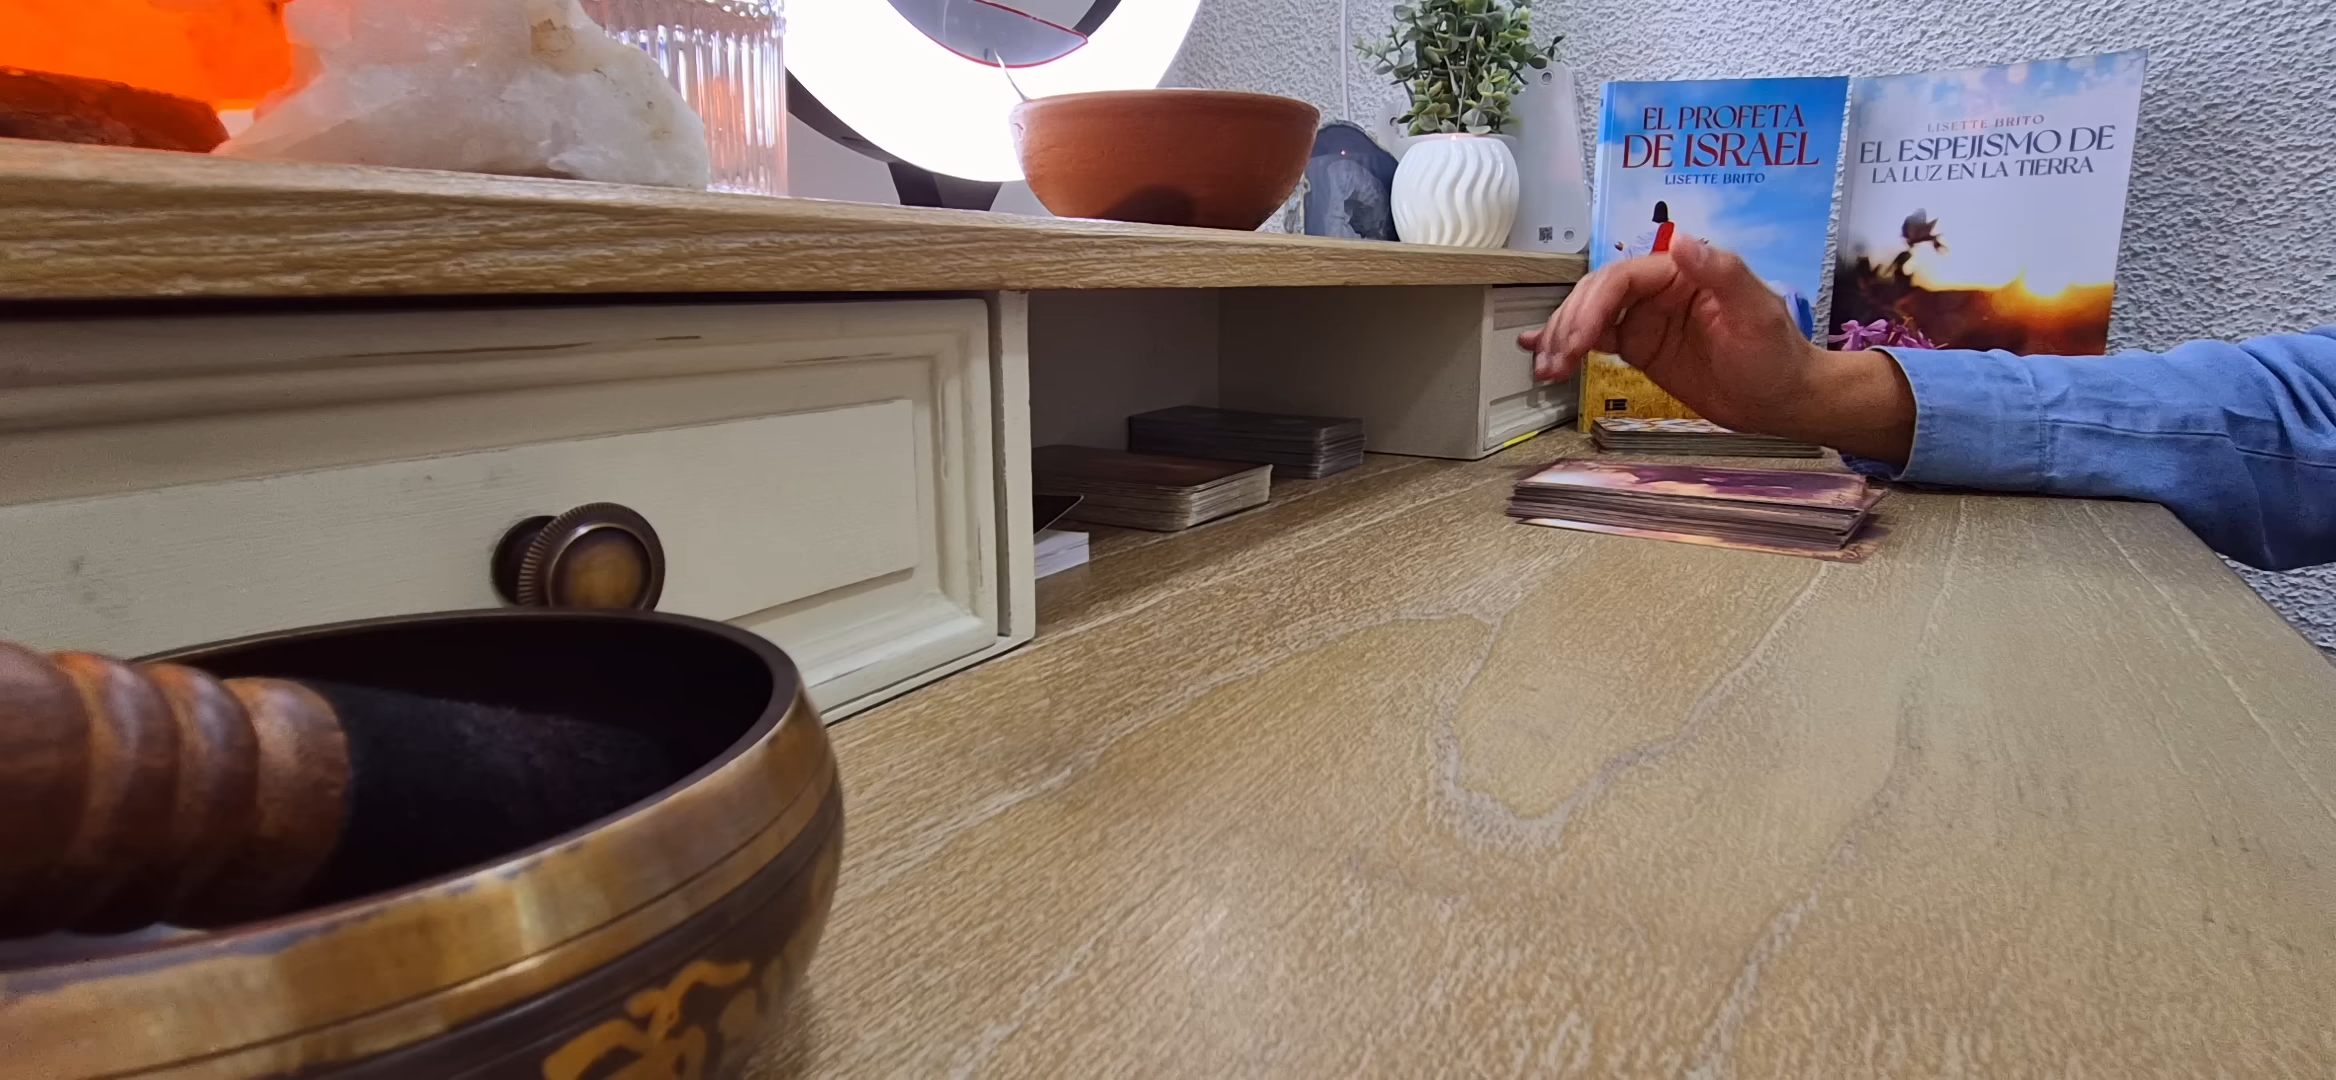 EL PROFETA
DE ISRAEL
LISETTE BRITO
LISETTE BRITO
EL ESPEJISMO DE
LA LUZ EN LA TIERRA